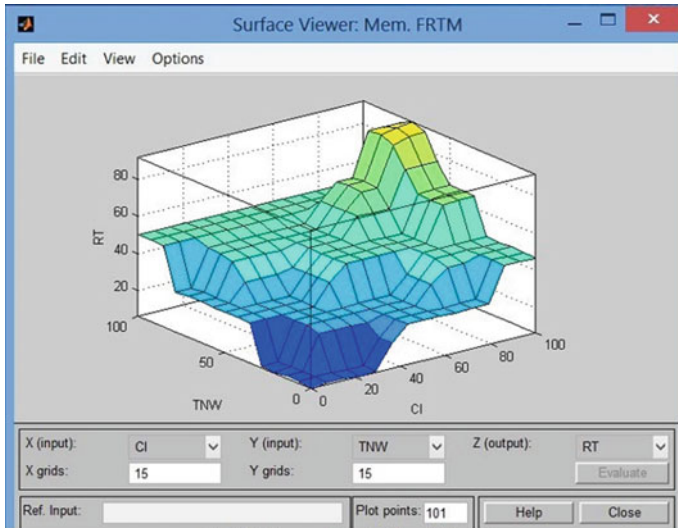 Surface Viewer: Mem. FRTM
File Edit View Options
80
60
40
20
RT
100
50
0
TNW
0
20
40
60
80
100
CI
X (input): CI Y (input): TNW Z (output): RT
X grids: 15 Y grids: 15 Evaluate
Ref. Input: Plot points: 101 Help Close